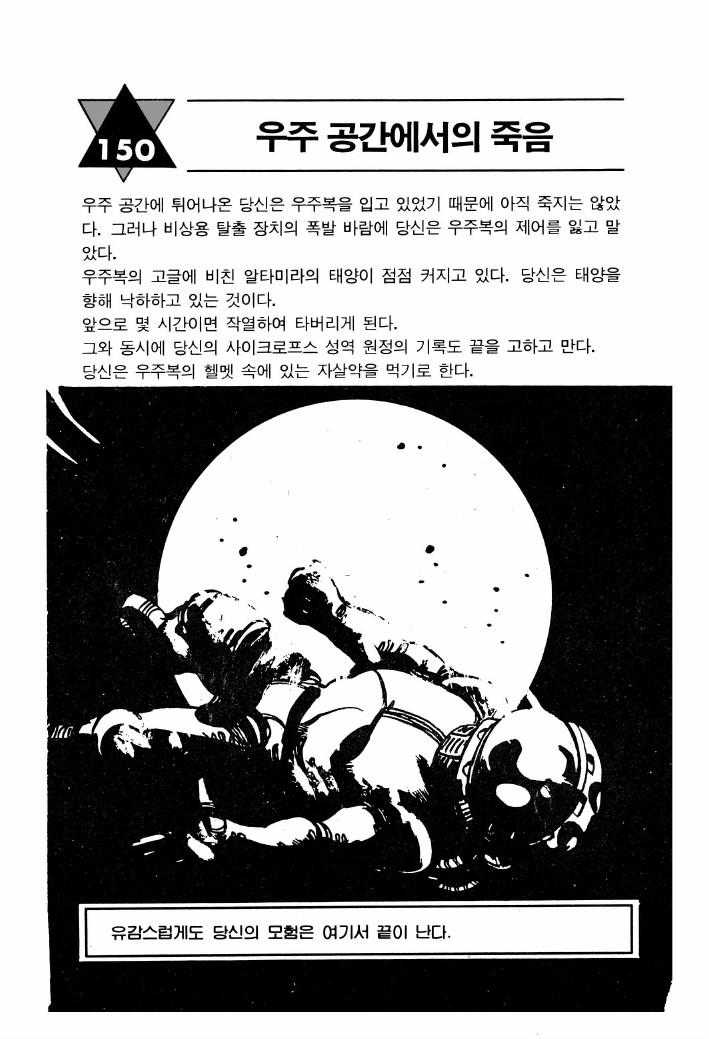 150
우주 공간에서의 죽음
우주 공간에 튀어나온 당신은 우주복을 입고 있었기 때문에 아직 죽지는 않았
다. 그러나 비상용 탈출 장치의 폭발 바람에 당신은 우주복의 제어를 잃고 말
았다.
우주복의 고글에 비친 알타미라의 태양이 점점 커지고 있다. 당신은 태양을
향해 낙하하고 있는 것이다.
앞으로 몇 시간이면 작열하여 타버리게 된다.
그와 동시에 당신의 사이크로프스 성역 원정의 기록도 끝을 고하고 만다.
당신은 우주복의 헬멧 속에 있는 자살약을 먹기로 한다.
유감스럽게도 당신의 모험은 여기서 끝이 난다.